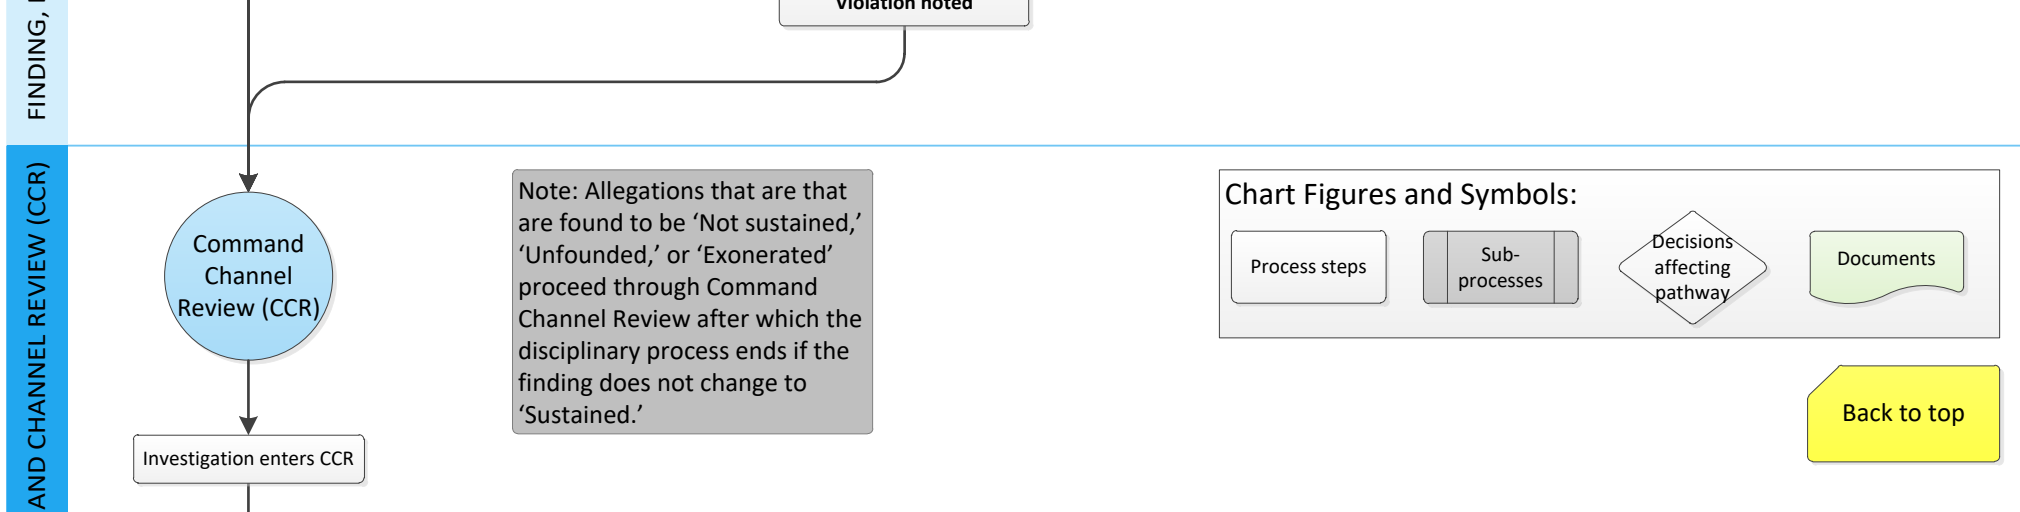 FINDING,
Violation noted
AND CHANNEL REVIEW (CCR)
Command
Channel
Review (CCR)
Investigation enters CCR
Note: Allegations that are that
are found to be ‘Not sustained,’
‘Unfounded,’ or ‘Exonerated’
proceed through Command
Channel Review after which the
disciplinary process ends if the
finding does not change to
‘Sustained.’
Chart Figures and Symbols:
Process steps
Sub-
processes
Decisions
affecting
pathway
Documents
Back to top